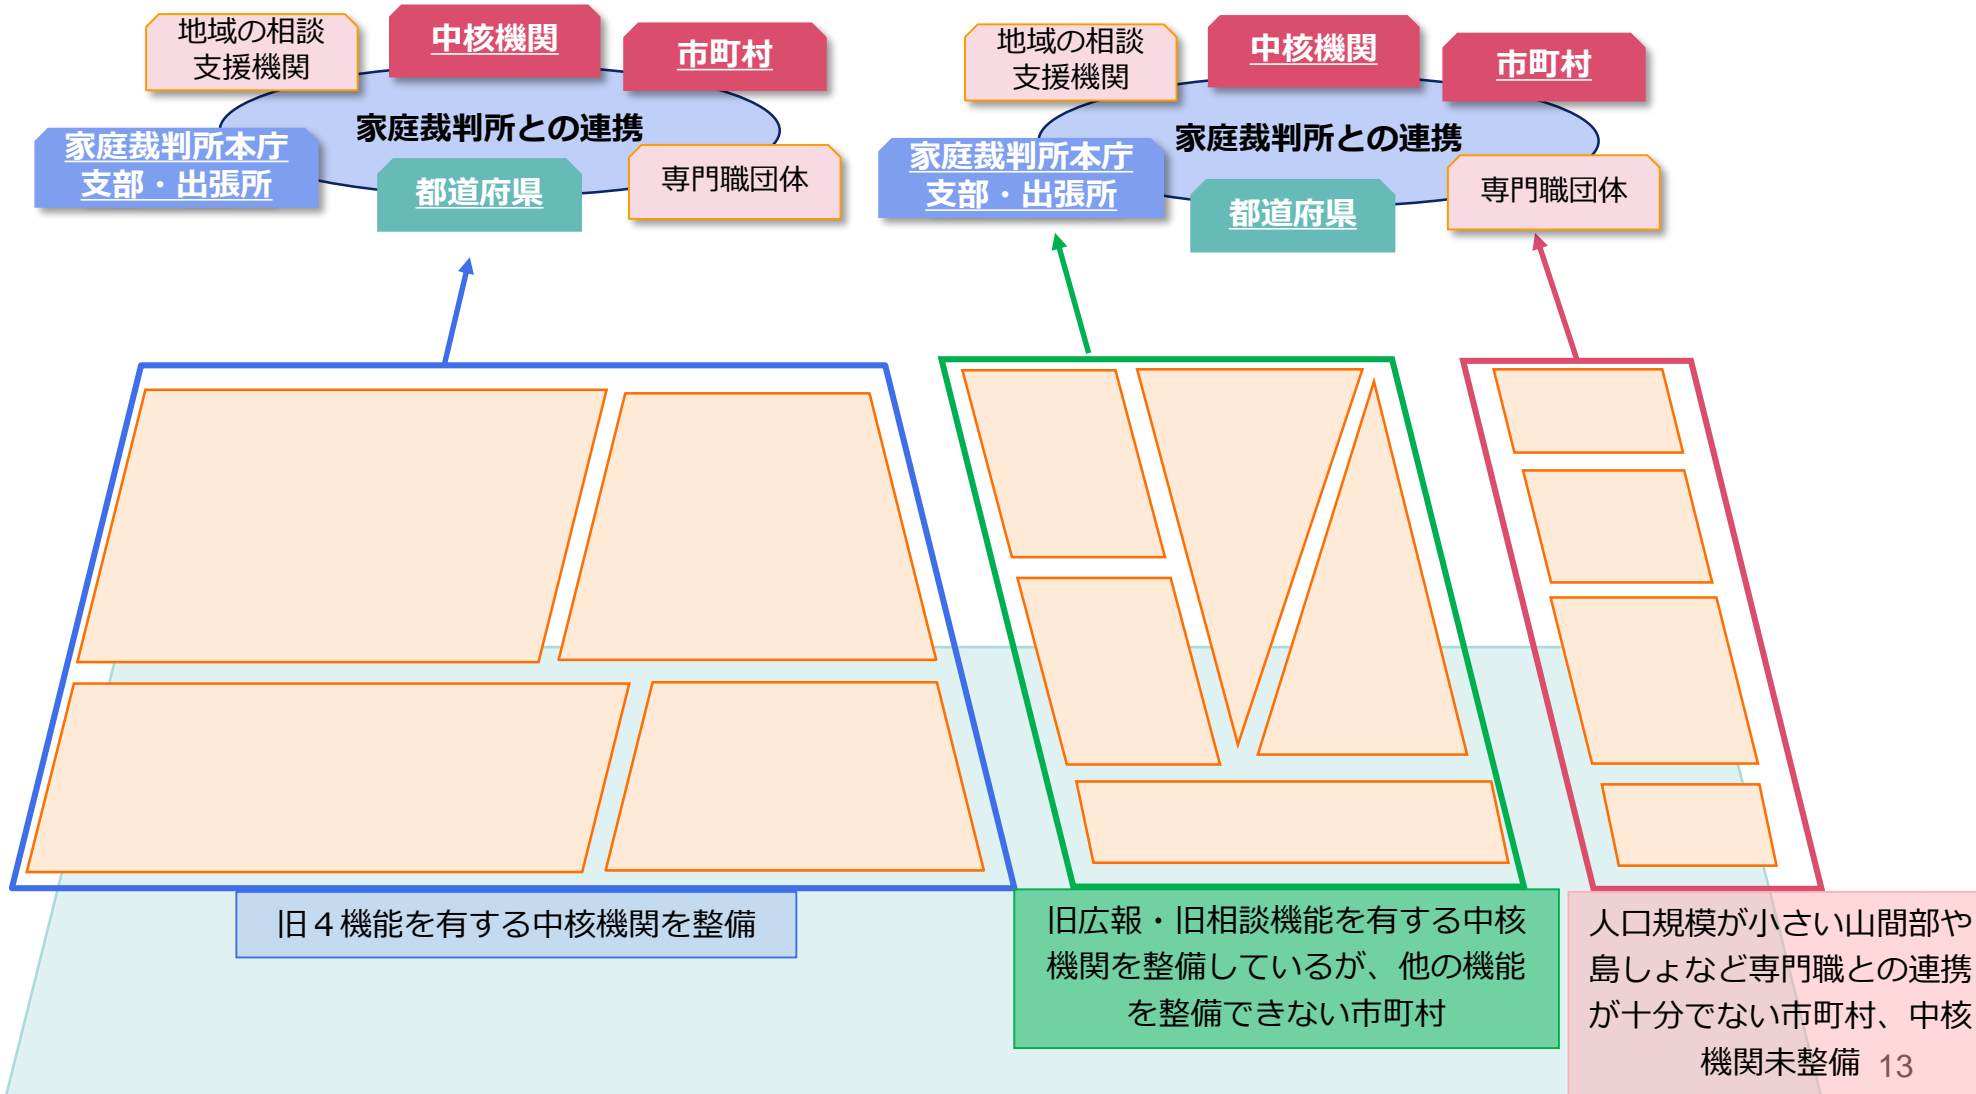 地域の相談
支援機関
中核機関
市町村
家庭裁判所との連携
家庭裁判所本庁
支部・出張所
都道府県
専門職団体
地域の相談
支援機関
中核機関
市町村
家庭裁判所との連携
家庭裁判所本庁
支部・出張所
都道府県
専門職団体
旧４機能を有する中核機関を整備
旧広報・旧相談機能を有する中核
機関を整備しているが、他の機能
を整備できない市町村
人口規模が小さい山間部や
島しょなど専門職との連携
が十分でない市町村、中核
機関未整備
13